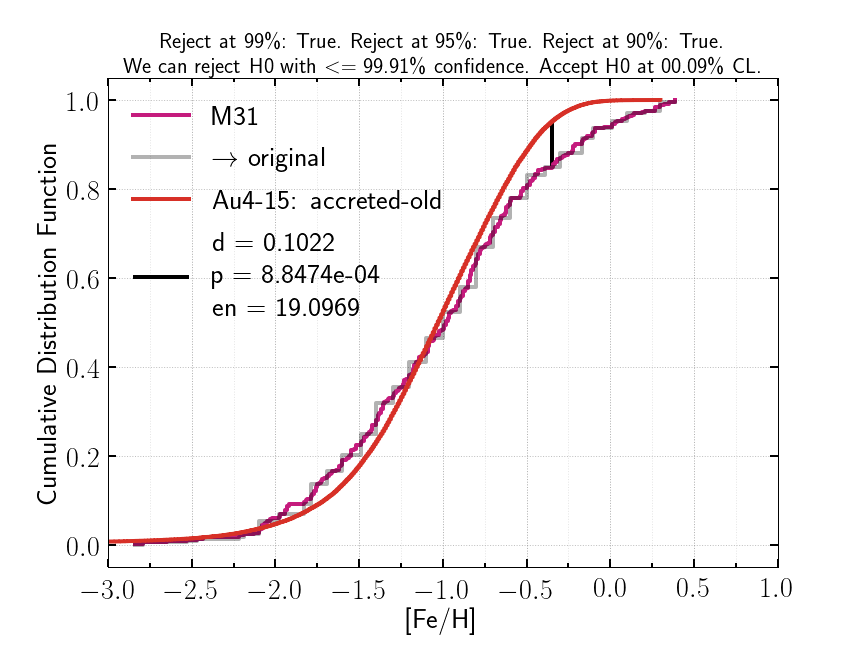 Reject at 99%: True. Reject at 95%: True. Reject at 90%: True.
We can reject H0 with <= 99.91% confidence. Accept H0 at 00.09% CL.
M31
→ original
Au4-15: accreted-old
d = 0.1022
p = 8.8474e-04
en = 19.0969
Cumulative Distribution Function
1.0
0.8
0.6
0.4
0.2
0.0
−3.0 −2.5 −2.0 −1.5 −1.0 −0.5 0.0 0.5 1.0
[Fe/H]